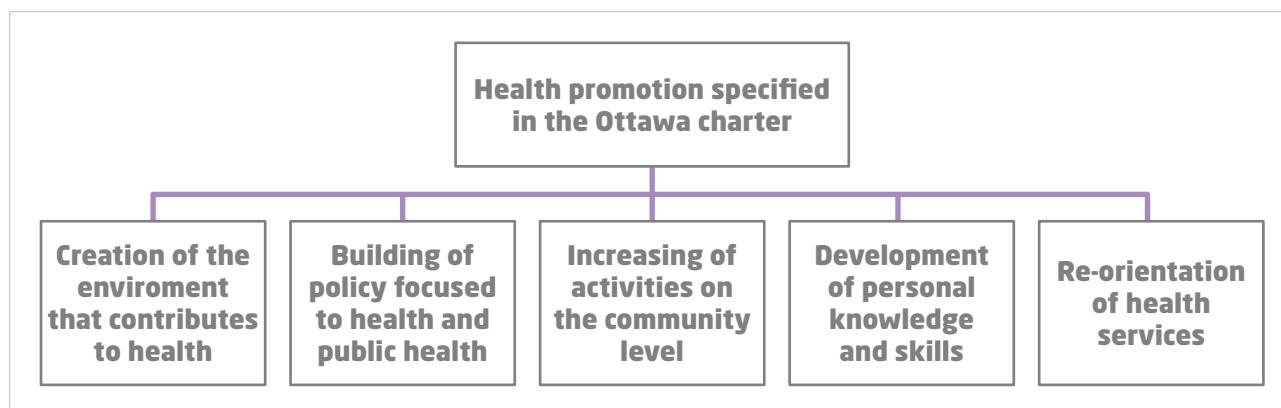 Health promotion specified
in the Ottawa charter
Creation of the
enviroment
that contributes
to health
Building of
policy focused
to health and
public health
Increasing of
activities on
the community
level
Development
of personal
knowledge
and skills
Re-orientation
of health
services